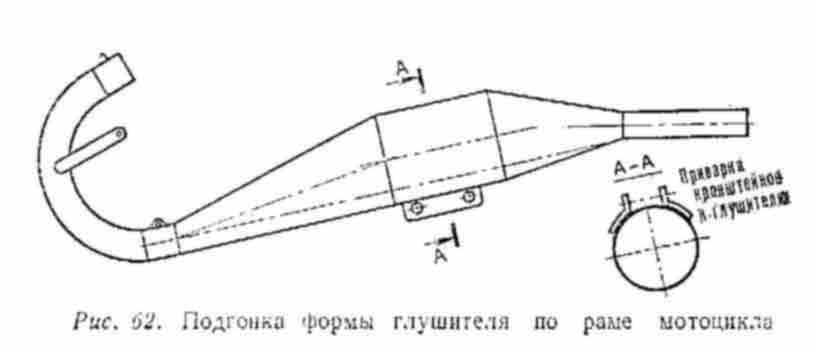 А
А
А-А
Приварка
кронштейнов
к глушителю
Рис. 62. Подгонка формы глушителя по раме мотоцикла